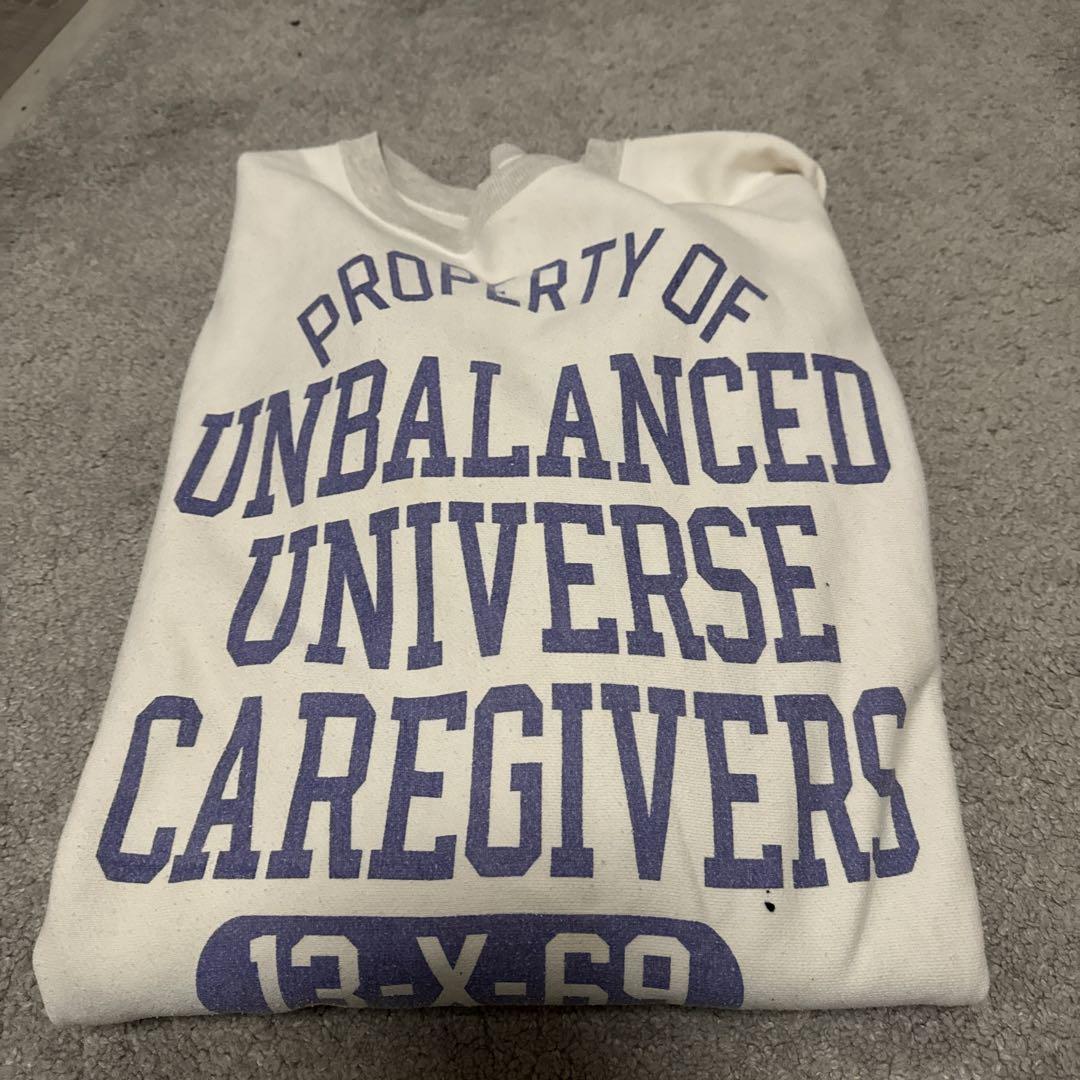 PROPERTY OF
UNBALANCED
UNIVERSE
CAREGIVERS
13-X-69